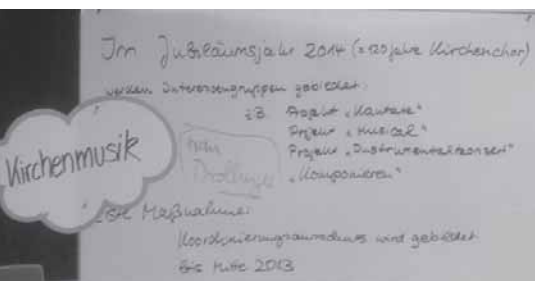 Im Jubiläumsjahr 2014 (= 120 Jahre Kirchenchor)
werden Interessengruppen gebildet:
z.B. Projekt „Kantate"
Projekt „Musical"
Projekt „Instrumentalkonzert"
„Komponieren"
Kirchenmusik
Maßnahme:
Koordinierungsausschuss wird gebildet
bis Mitte 2013